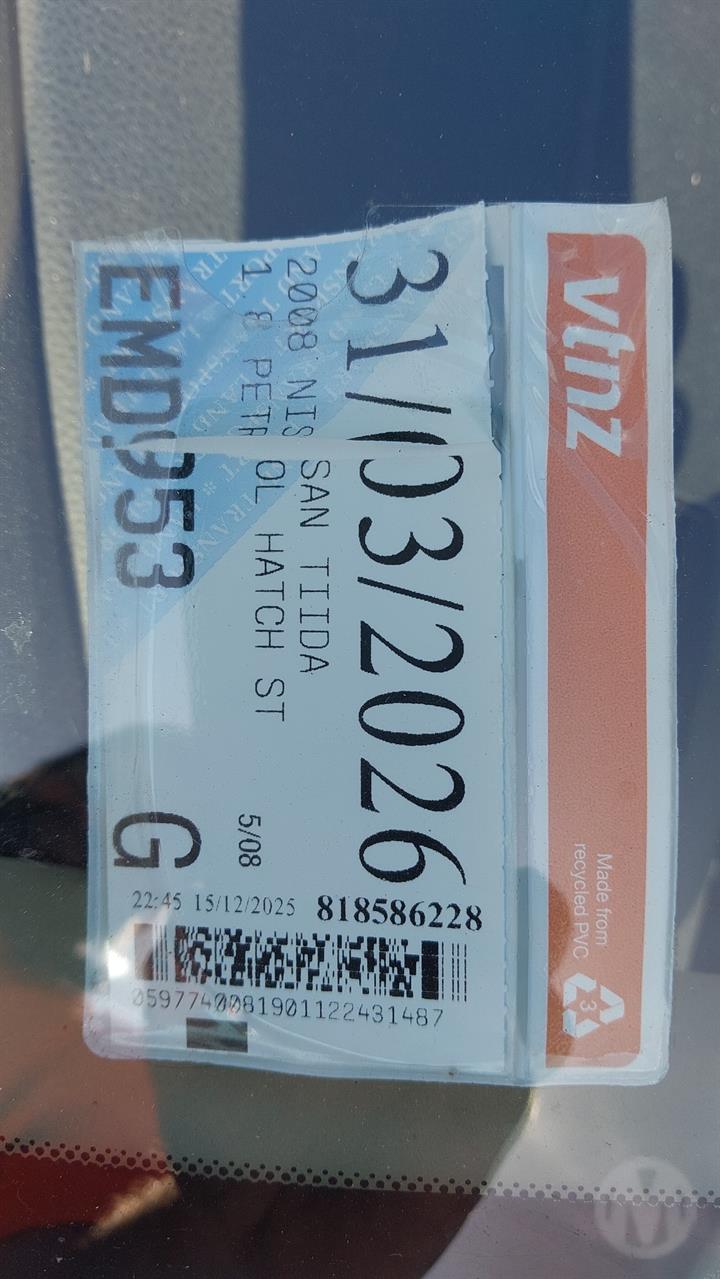 vtnz
Made from
recycled PVC
3
31/03/2026
2008 NISSAN TIIDA
1.8 PETROL HATCH ST
5/08
EMD953
G
818586228
22:45 15/12/2025
0597740081901122431487